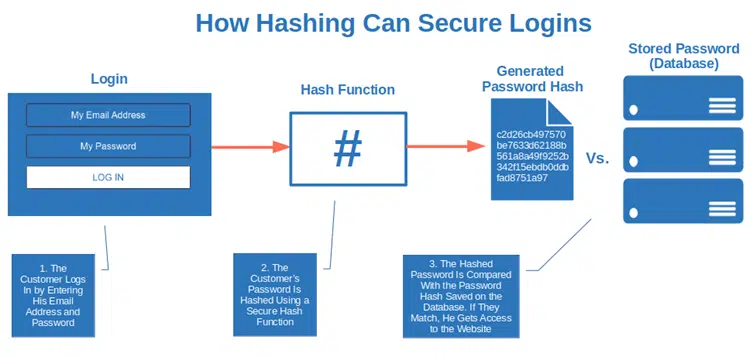 How Hashing Can Secure Logins
Login
My Email Address
My Password
LOG IN
Hash Function
#
Generated
Password Hash
c2d26cb497570
be7633d62188b
561a8a49f9252b
342f15ebdb0ddb
fad8751a97
Vs.
Stored Password
(Database)
1. The
Customer Logs
In by Entering
His Email
Address and
Password
2. The
Customer's
Password Is
Hashed Using a
Secure Hash
Function
3. The Hashed
Password Is Compared
With the Password
Hash Saved on the
Database. If They
Match, He Gets Access
to the Website